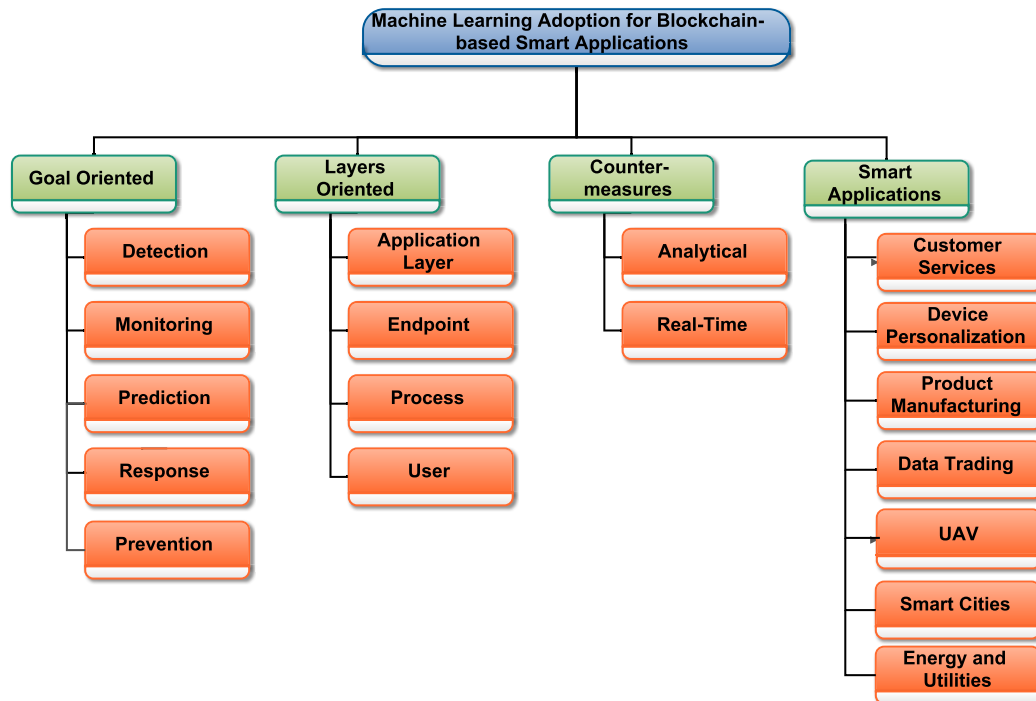 Machine Learning Adoption for Blockchain-
based Smart Applications
Goal Oriented
Detection
Monitoring
Prediction
Response
Prevention
Layers
Oriented
Application
Layer
Endpoint
Process
User
Counter-
measures
Analytical
Real-Time
Smart
Applications
Customer
Services
Device
Personalization
Product
Manufacturing
Data Trading
UAV
Smart Cities
Energy and
Utilities